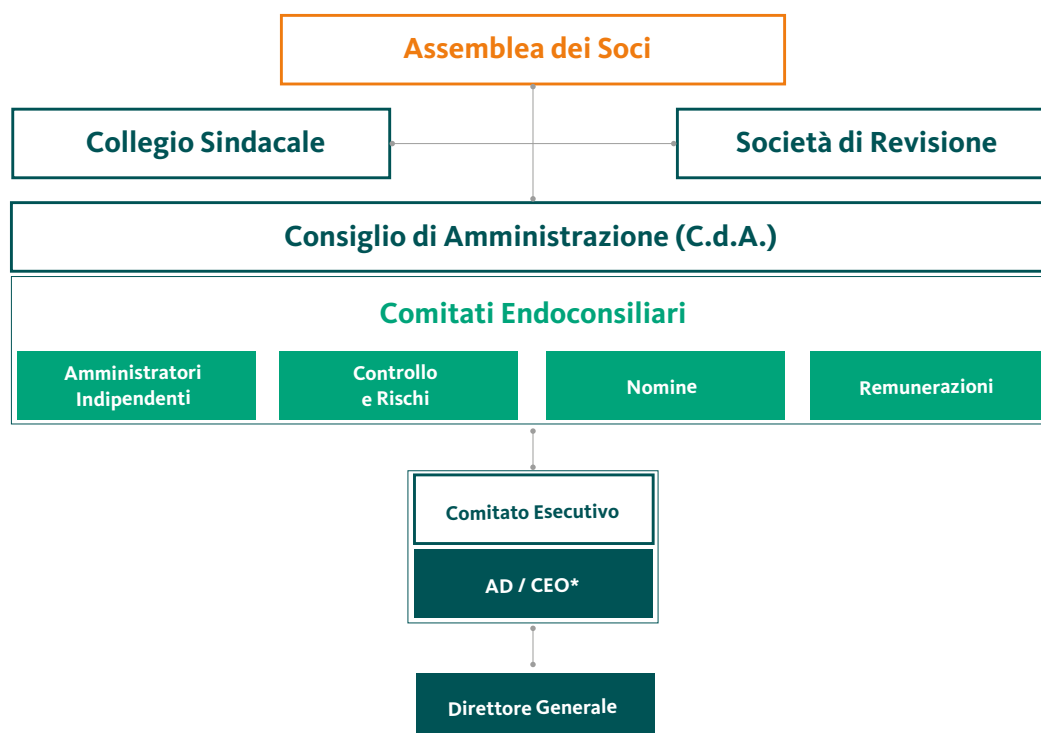 Assemblea dei Soci
Collegio Sindacale
Società di Revisione
Consiglio di Amministrazione (C.d.A.)
Comitati Endoconsiliari
Amministratori
Indipendenti
Controllo
e Rischi
Nomine
Remunerazioni
Comitato Esecutivo
AD / CEO*
Direttore Generale